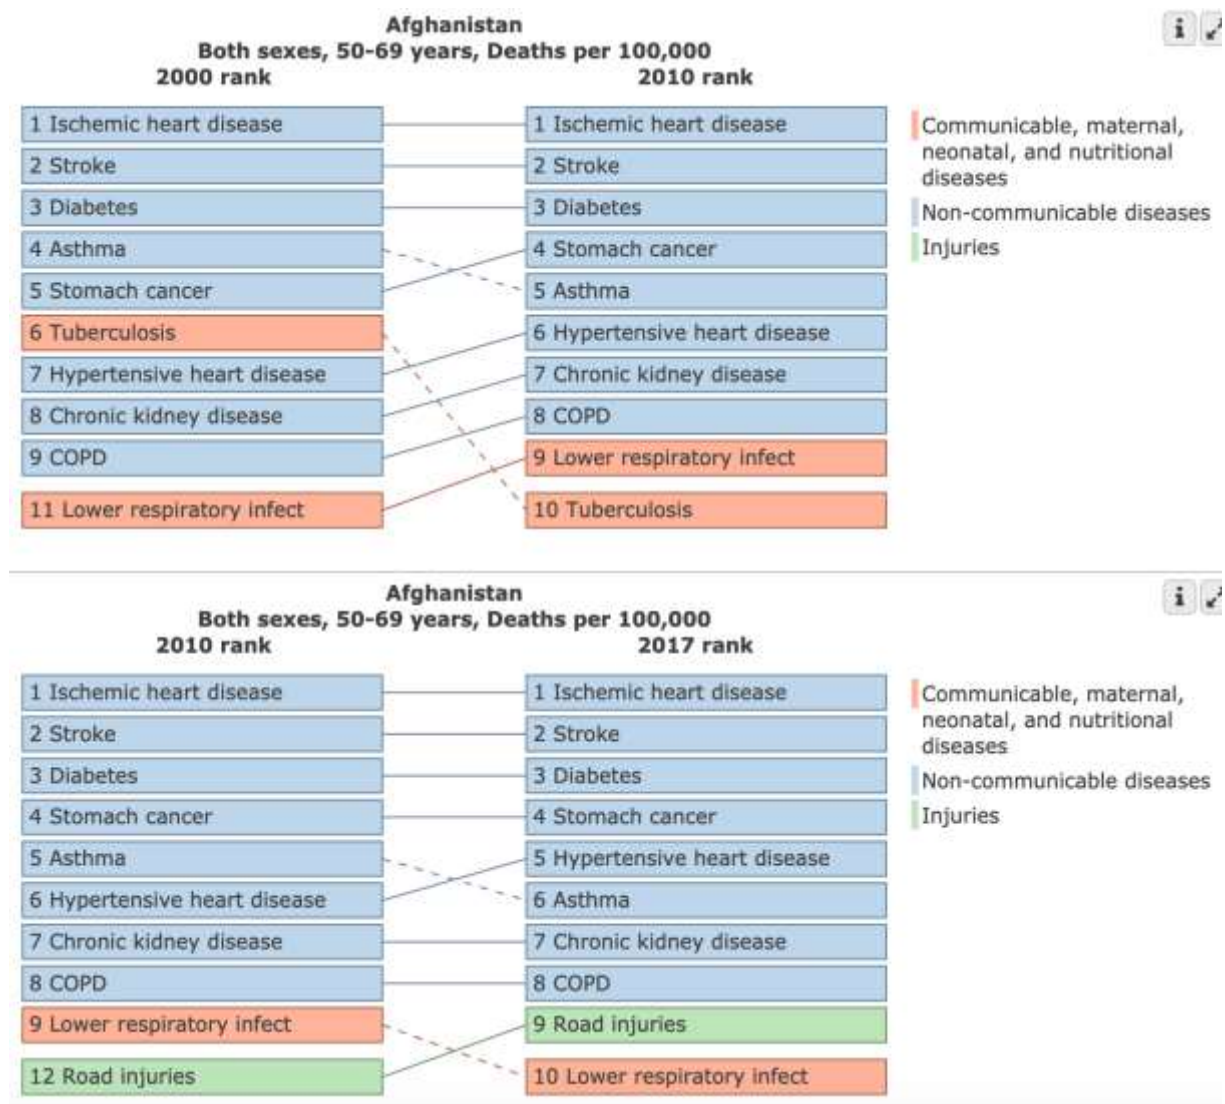 Afghanistan
Both sexes, 50-69 years, Deaths per 100,000
2000 rank
2010 rank
1 Ischemic heart disease
2 Stroke
3 Diabetes
4 Asthma
5 Stomach cancer
6 Tuberculosis
7 Hypertensive heart disease
8 Chronic kidney disease
9 COPD
11 Lower respiratory infect
1 Ischemic heart disease
2 Stroke
3 Diabetes
4 Stomach cancer
5 Asthma
6 Hypertensive heart disease
7 Chronic kidney disease
8 COPD
9 Lower respiratory infect
10 Tuberculosis
Communicable, maternal,
neonatal, and nutritional
diseases
Non-communicable diseases
Injuries
i
Afghanistan
Both sexes, 50-69 years, Deaths per 100,000
2010 rank
2017 rank
1 Ischemic heart disease
2 Stroke
3 Diabetes
4 Stomach cancer
5 Asthma
6 Hypertensive heart disease
7 Chronic kidney disease
8 COPD
9 Lower respiratory infect
12 Road injuries
1 Ischemic heart disease
2 Stroke
3 Diabetes
4 Stomach cancer
5 Hypertensive heart disease
6 Asthma
7 Chronic kidney disease
8 COPD
9 Road injuries
10 Lower respiratory infect
Communicable, maternal,
neonatal, and nutritional
diseases
Non-communicable diseases
Injuries
i